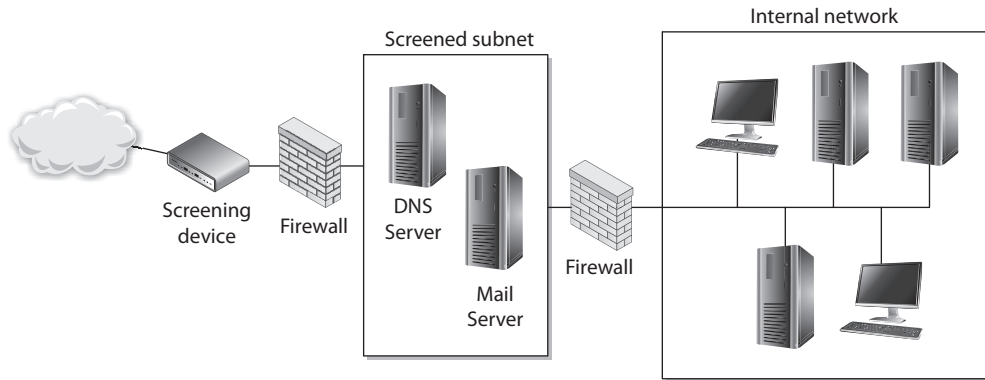 Internal network
Screened subnet
Screening
device
Firewall
DNS
Server
Mail
Server
Firewall